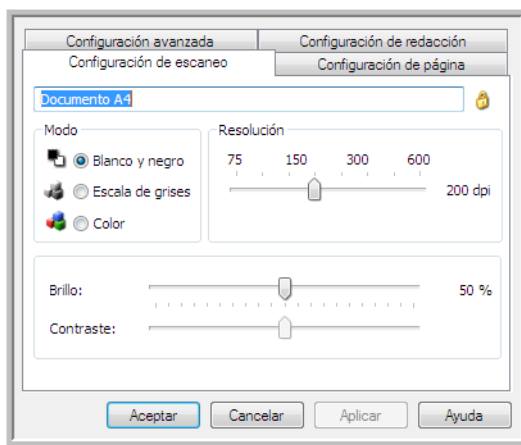 Configuración avanzada
Configuración de redacción
Configuración de escaneo
Configuración de página
Documento A4
Modo
Blanco y negro
Escala de grises
Color
Resolución
75 150 300 600
200 dpi
Brillo: 50 %
Contraste:
Aceptar Cancelar Aplicar Ayuda